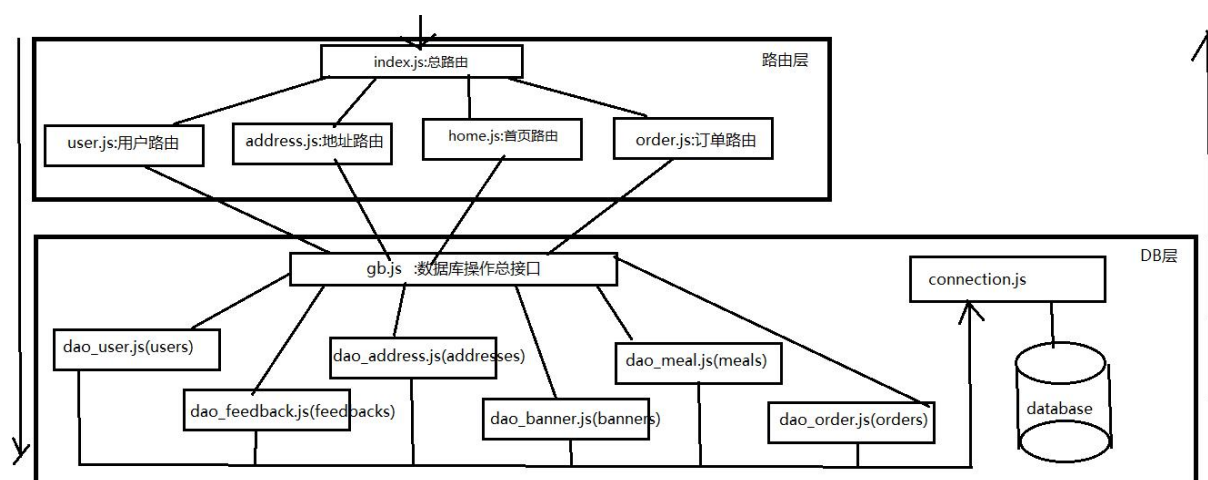 路由层
index.js:总路由
user.js:用户路由
address.js:地址路由
home.js:首页路由
order.js:订单路由
DB层
gb.js :数据库操作总接口
connection.js
dao_user.js(users)
dao_address.js(addresses)
dao_meal.js(meals)
dao_feedback.js(feedbacks)
dao_banner.js(banners)
dao_order.js(orders)
database